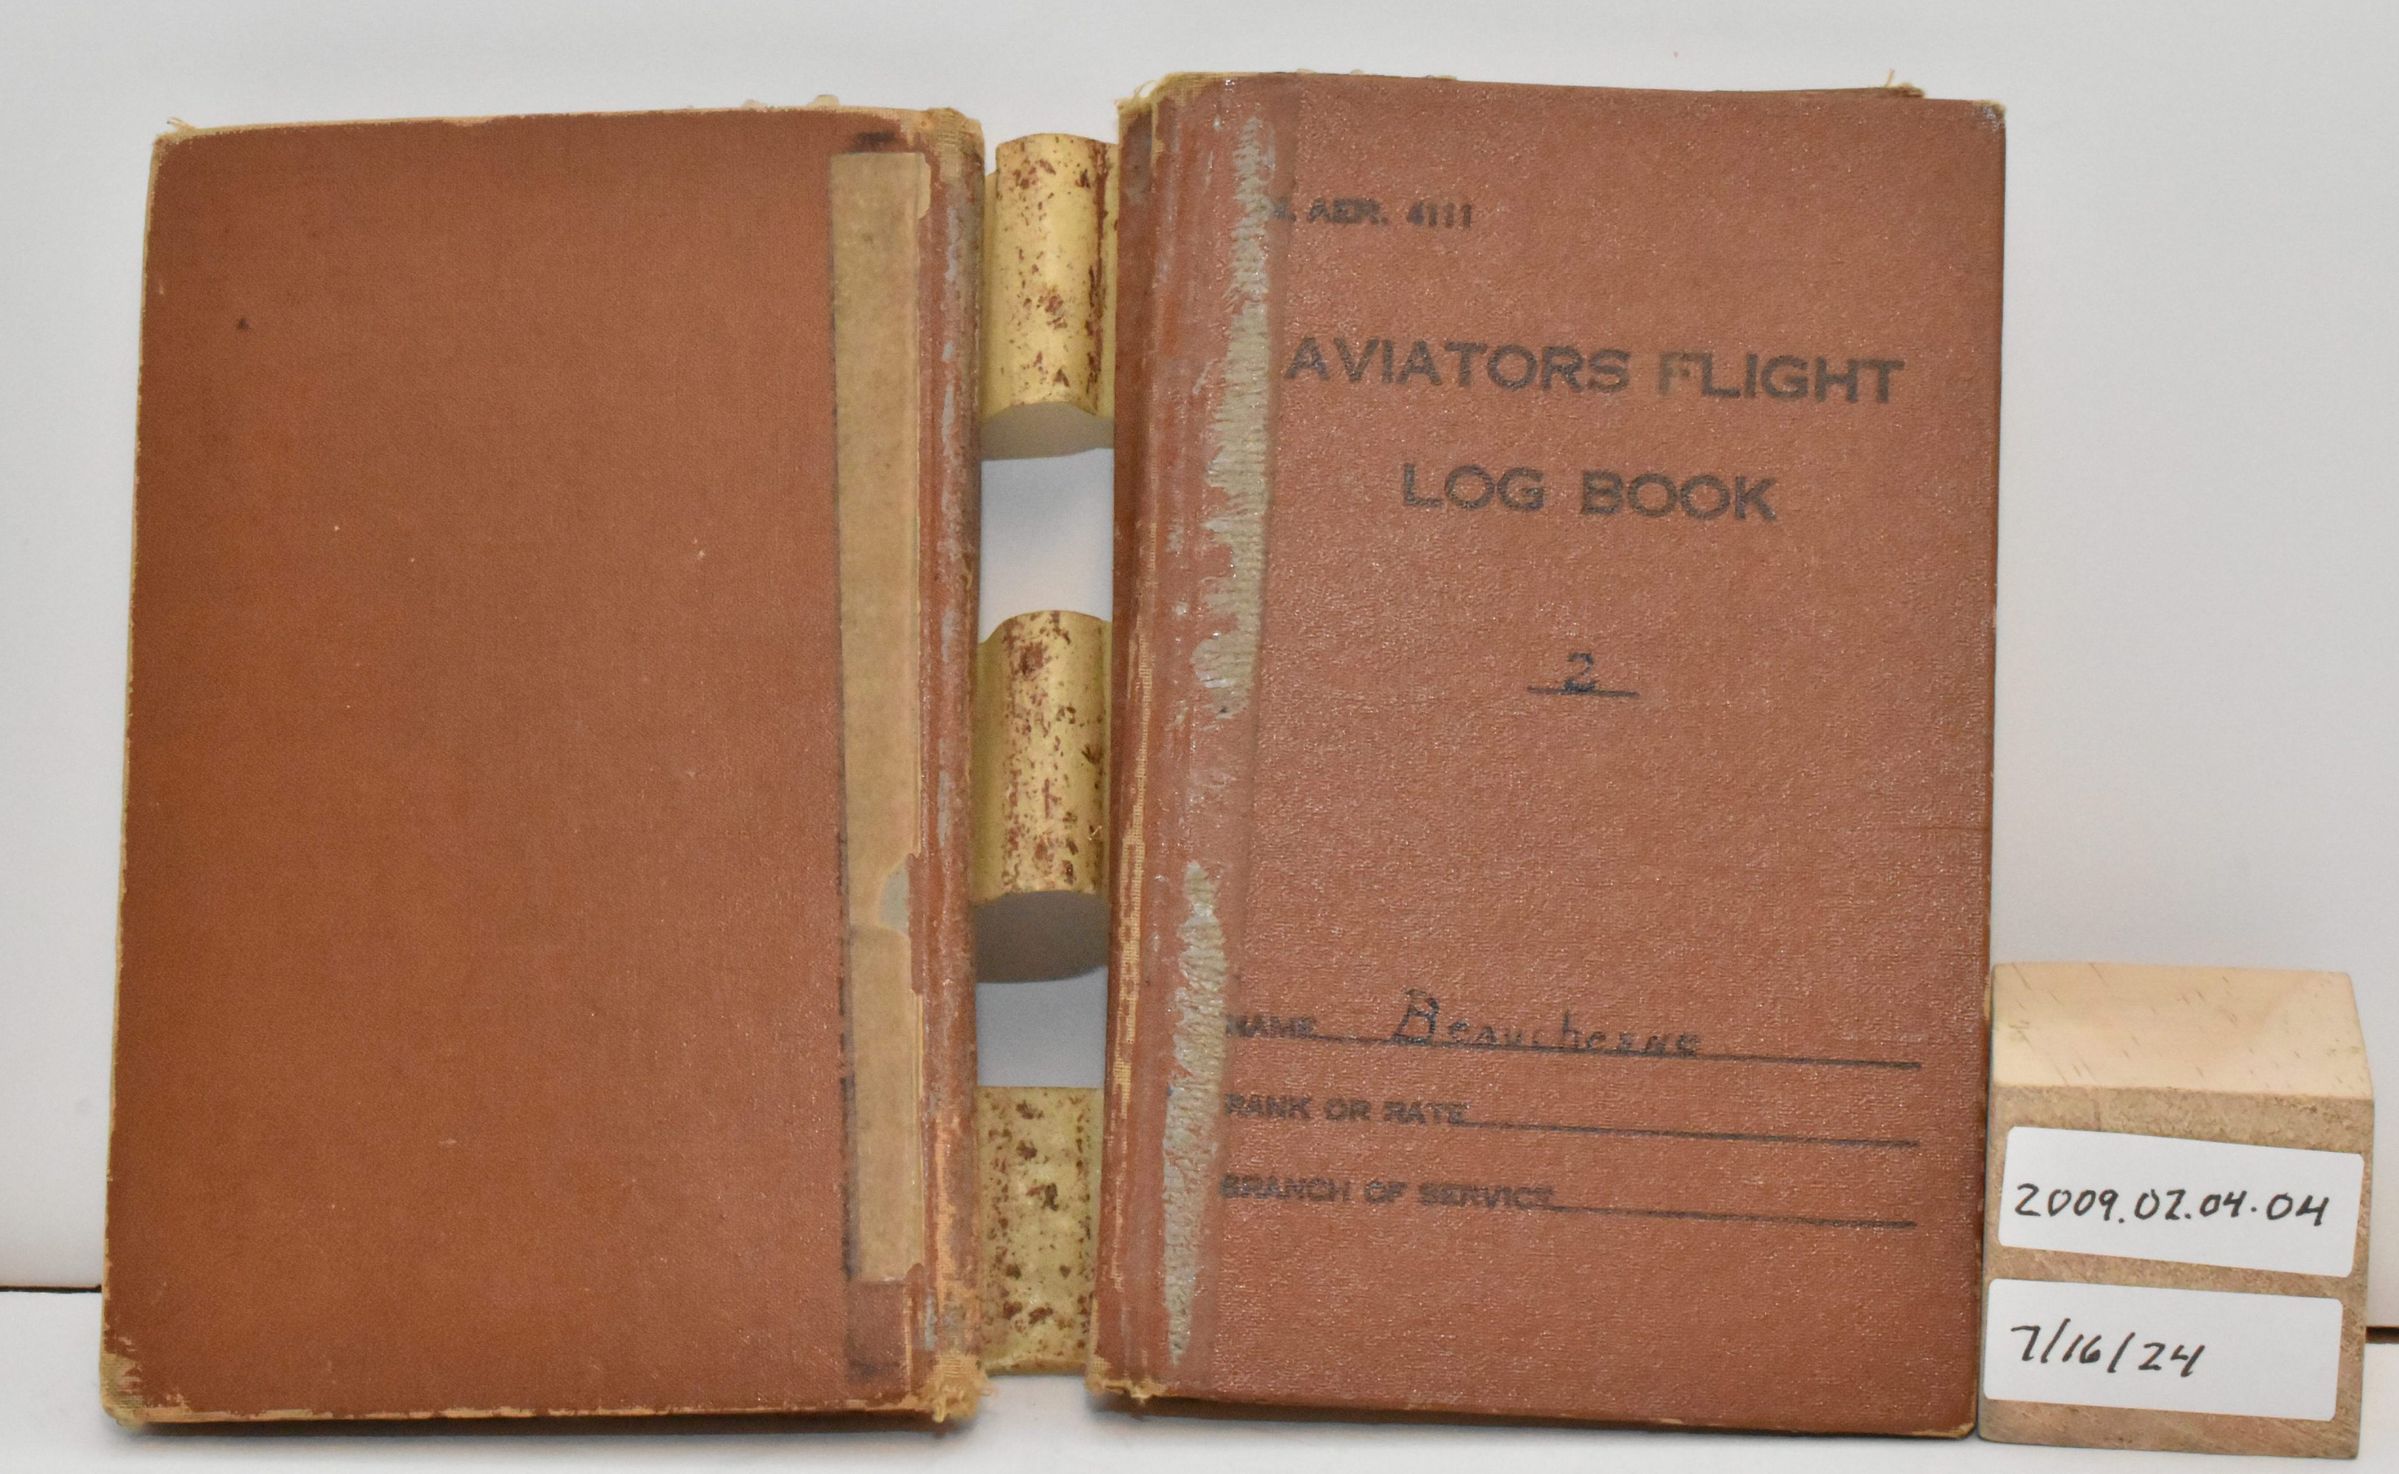 N. AER. 4111
AVIATORS FLIGHT
LOG BOOK
2
NAME Beauchesne
RANK OR RATE
BRANCH OF SERVICE
2009.02.04.04
7/16/24